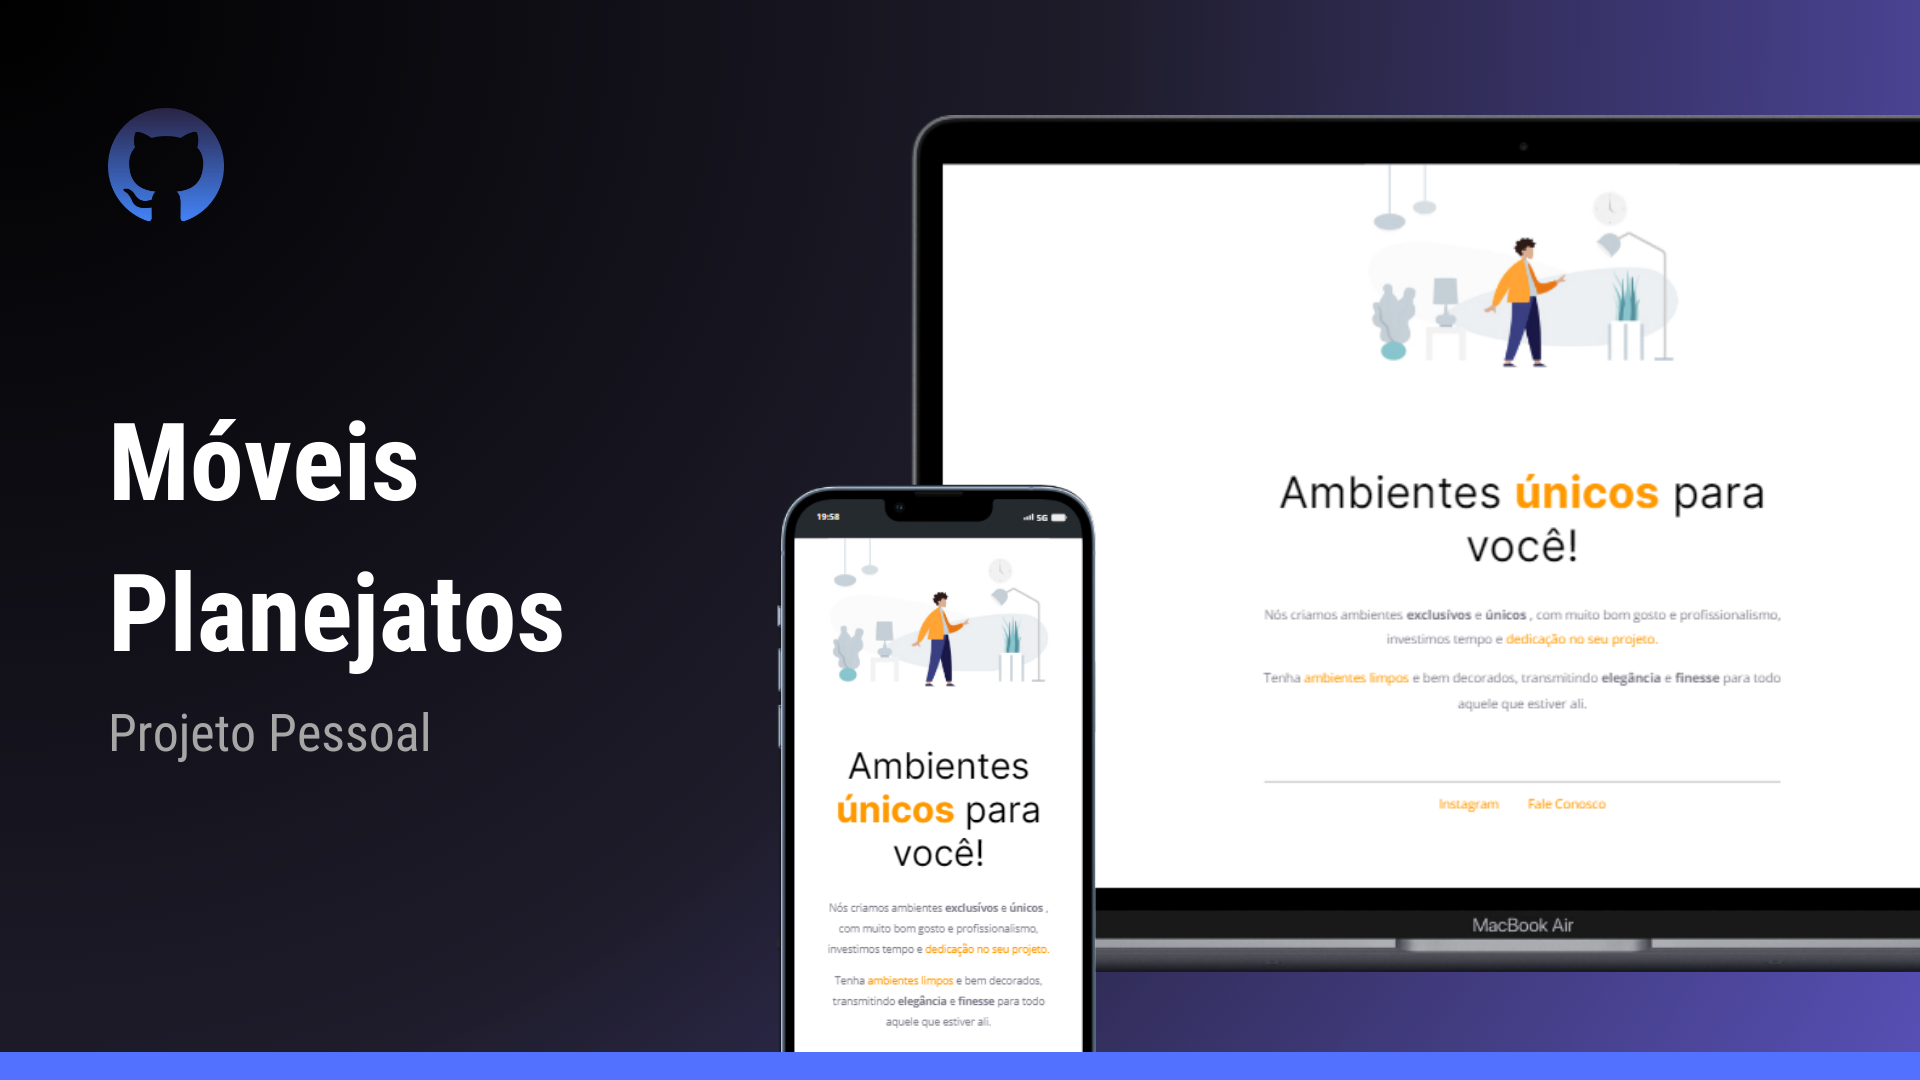 Móveis
Planejatos
Projeto Pessoal
19:58
5G
Ambientes
únicos para
você!
Nós criamos ambientes exclusívos e únicos ,
com muito bom gosto e profissionalismo,
investimos tempo e dedicação no seu projeto.
Tenha ambientes limpos e bem decorados,
transmitindo elegância e finesse para todo
aquele que estiver ali.
Ambientes únicos para
você!
Nós criamos ambientes exclusívos e únicos , com muito bom gosto e profissionalismo,
investimos tempo e dedicação no seu projeto.
Tenha ambientes limpos e bem decorados, transmitindo elegância e finesse para todo
aquele que estiver ali.
Instagram Fale Conosco
MacBook Air